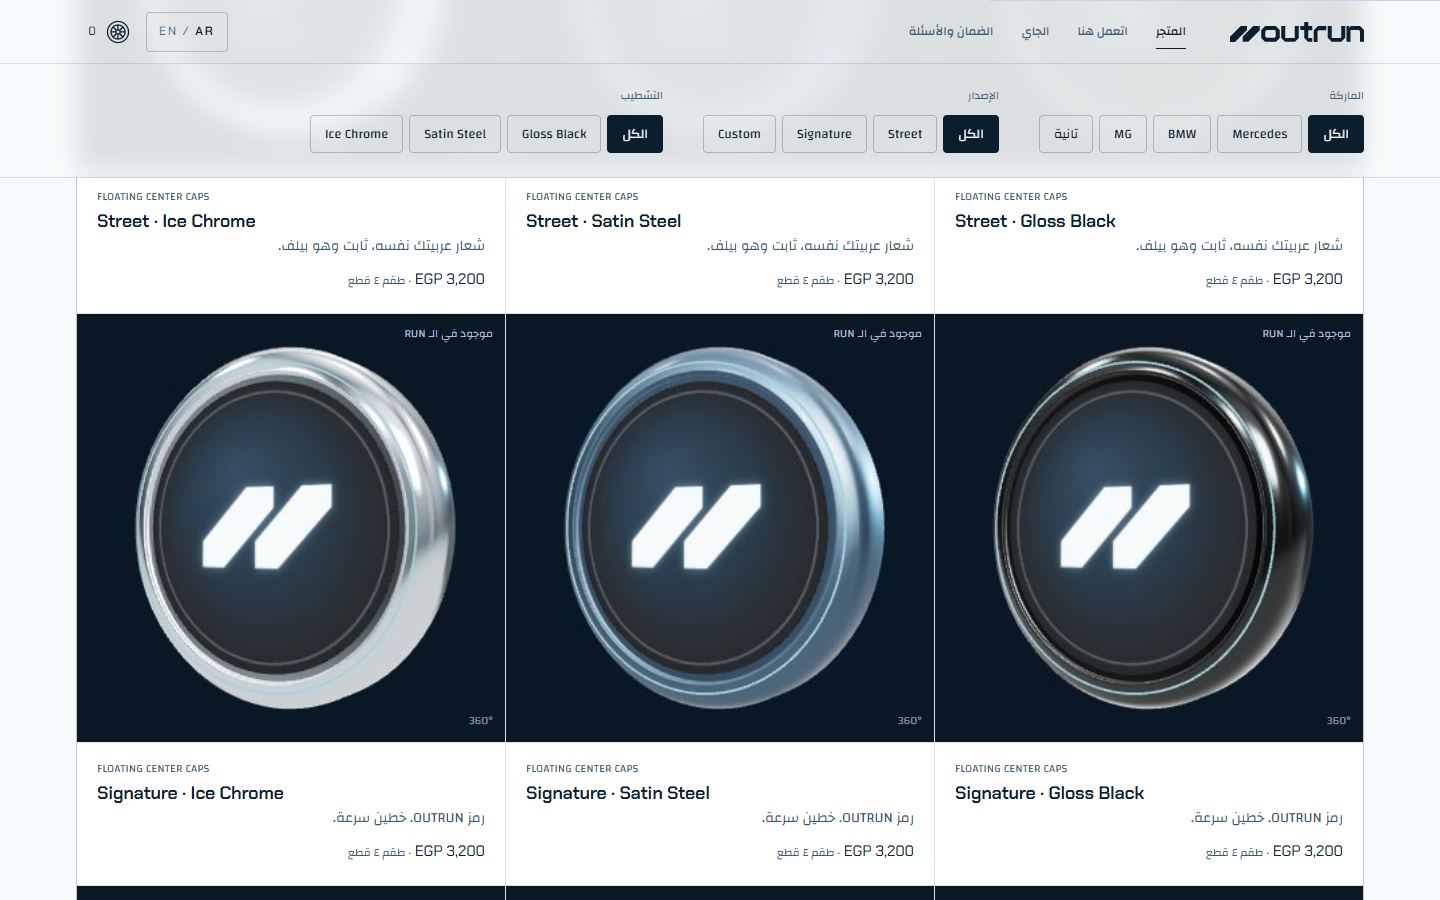 outrun
المتجر
اتعمل هنا
الجاي
الضمان والأسئلة
EN / AR
0
الماركة
الكل
Mercedes
BMW
MG
تانية
الإصدار
الكل
Street
Signature
Custom
التشطيب
الكل
Gloss Black
Satin Steel
Ice Chrome
FLOATING CENTER CAPS
Street · Gloss Black
شعار عربيتك نفسه، ثابت وهو بيلف.
EGP 3,200 · طقم ٤ قطع
FLOATING CENTER CAPS
Street · Satin Steel
شعار عربيتك نفسه، ثابت وهو بيلف.
EGP 3,200 · طقم ٤ قطع
FLOATING CENTER CAPS
Street · Ice Chrome
شعار عربيتك نفسه، ثابت وهو بيلف.
EGP 3,200 · طقم ٤ قطع
موجود في الـ RUN
360°
FLOATING CENTER CAPS
Signature · Gloss Black
رمز OUTRUN. خطين سرعة.
EGP 3,200 · طقم ٤ قطع
موجود في الـ RUN
360°
FLOATING CENTER CAPS
Signature · Satin Steel
رمز OUTRUN. خطين سرعة.
EGP 3,200 · طقم ٤ قطع
موجود في الـ RUN
360°
FLOATING CENTER CAPS
Signature · Ice Chrome
رمز OUTRUN. خطين سرعة.
EGP 3,200 · طقم ٤ قطع